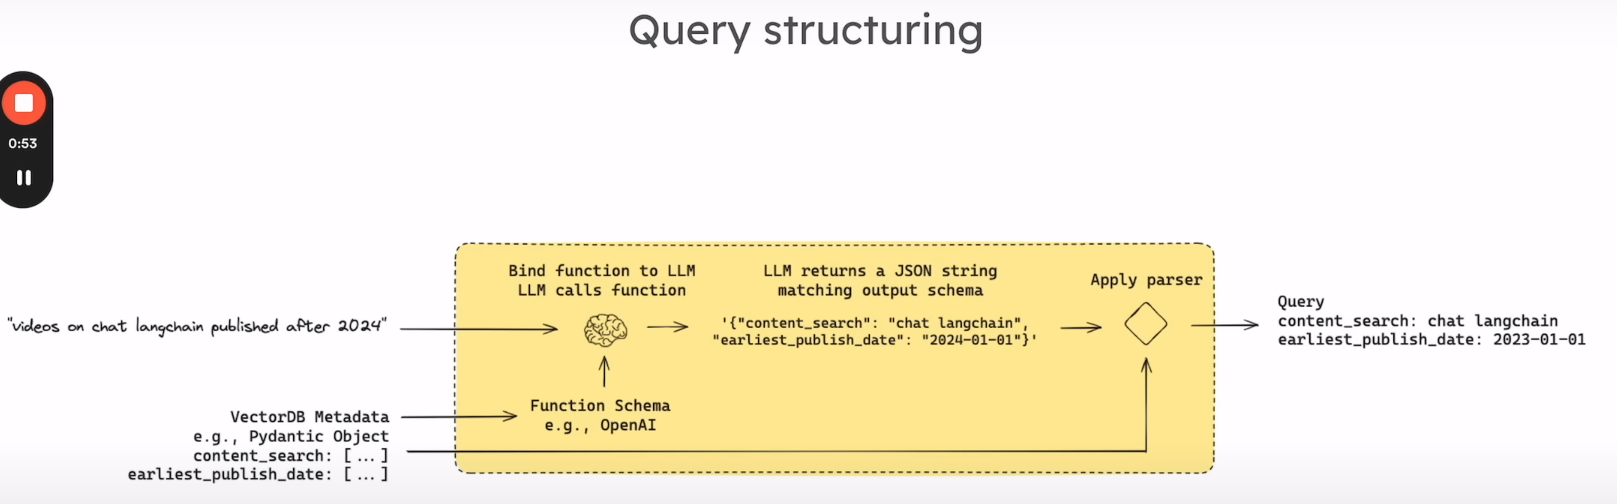 Query structuring
0:53
Bind function to LLM
LLM calls function
LLM returns a JSON string
matching output schema
Apply parser
"videos on chat langchain published after 2024"
'{"content_search": "chat langchain",
"earliest_publish_date": "2024-01-01"}'
Query
content_search: chat langchain
earliest_publish_date: 2023-01-01
VectorDB Metadata
e.g., Pydantic Object
content_search: [ ... ]
earliest_publish_date: [ ... ]
Function Schema
e.g., OpenAI